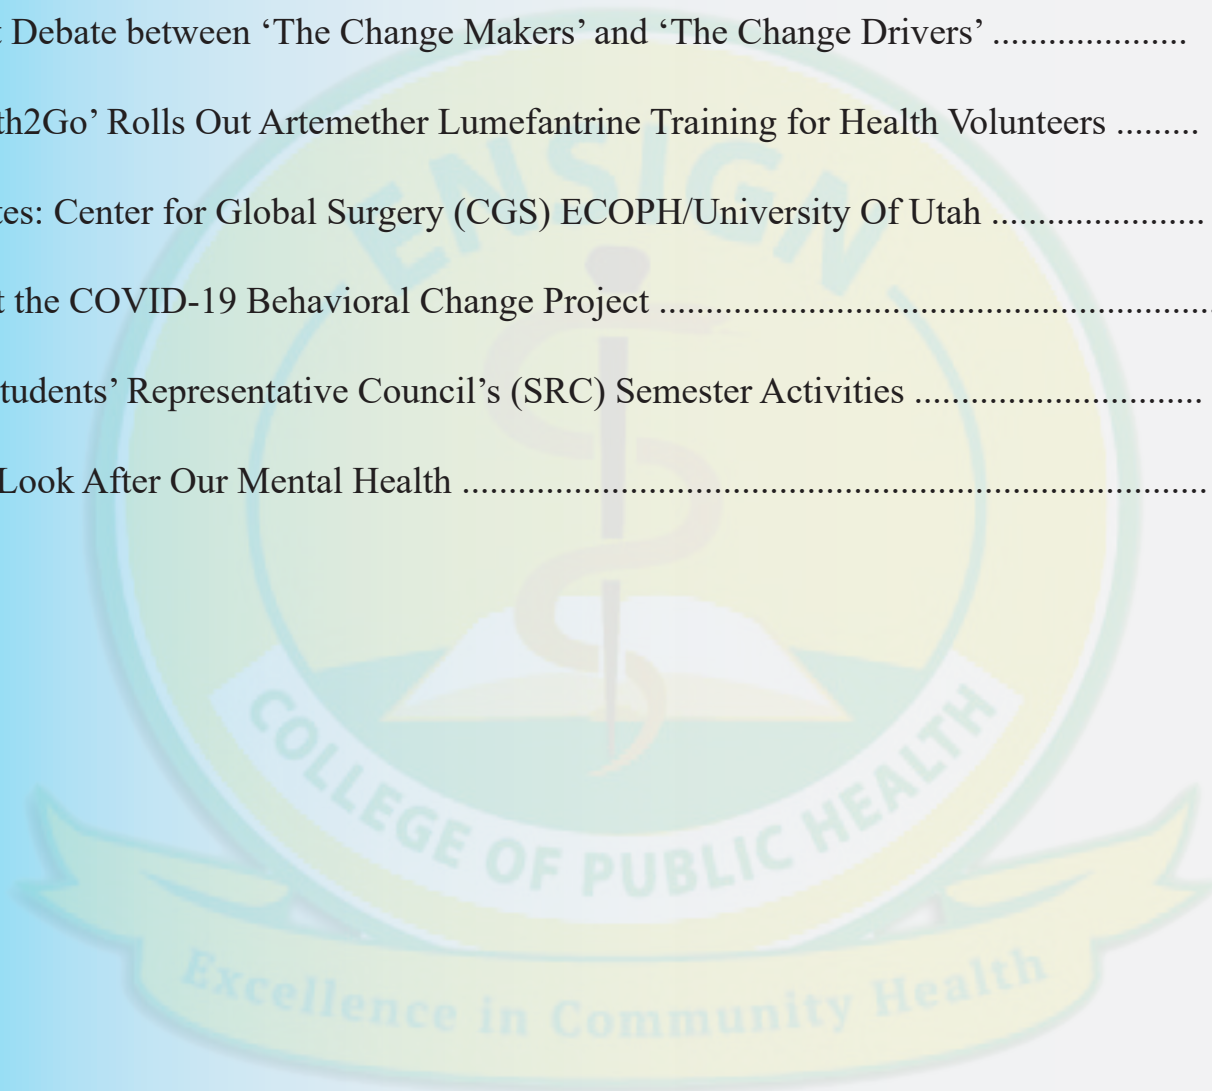 Debate between ‘The Change Makers’ and ‘The Change Drivers’ .....................
th2Go’ Rolls Out Artemether Lumefantrine Training for Health Volunteers .........
tes: Center for Global Surgery (CGS) ECOPH/University Of Utah .......................
t the COVID-19 Behavioral Change Project ............................................................
tudents’ Representative Council’s (SRC) Semester Activities ...............................
Look After Our Mental Health ................................................................................
ENSIGN
COLLEGE OF PUBLIC HEALTH
Excellence in Community Health